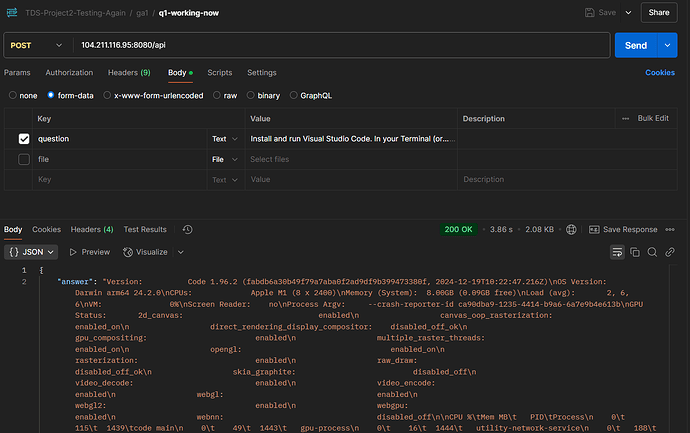 TDS-Project2-Testing-Again / ga1 / q1-working-now
Save
Share
POST
104.211.116.95:8080/api
Send
Params Authorization Headers (9) Body Scripts Settings
Cookies
none form-data x-www-form-urlencoded raw binary GraphQL
Key Value Description ••• Bulk Edit
question Text Install and run Visual Studio Code. In your Terminal (or...
file File Select files
Key Text Value Description
Body Cookies Headers (4) Test Results
200 OK • 3.86 s • 2.08 KB • Save Response •••
{} JSON Preview Visualize
1 {
2 "answer": "Version: Code 1.96.2 (fabdb6a30b49f79a7aba0f2ad9df9b399473380f, 2024-12-19T10:22:47.216Z)\nOS Version:
Darwin arm64 24.2.0\nCPUs: Apple M1 (8 x 2400)\nMemory (System): 8.00GB (0.09GB free)\nLoad (avg): 2, 6,
6\nVM: 0%\nScreen Reader: no\nProcess Argv: --crash-reporter-id ca90dba9-1235-4414-b9a6-6a7e9b4e613b\nGPU
Status: 2d_canvas: enabled\n canvas_oop_rasterization:
enabled_on\n direct_rendering_display_compositor: disabled_off_ok\n
gpu_compositing: enabled\n multiple_raster_threads:
enabled_on\n opengl: enabled_on\n
rasterization: enabled\n raw_draw:
disabled_off_ok\n skia_graphite: disabled_off\n
video_decode: enabled\n video_encode:
enabled\n webgl: enabled\n
webgl2: enabled\n webgpu:
enabled\n webnn: disabled_off\n\nCPU %\tMem MB\t PID\tProcess\n 0\t
115\t 1439\tcode main\n 0\t 49\t 1443\t gpu-process\n 0\t 16\t 1444\t utility-network-service\n 0\t 188\t